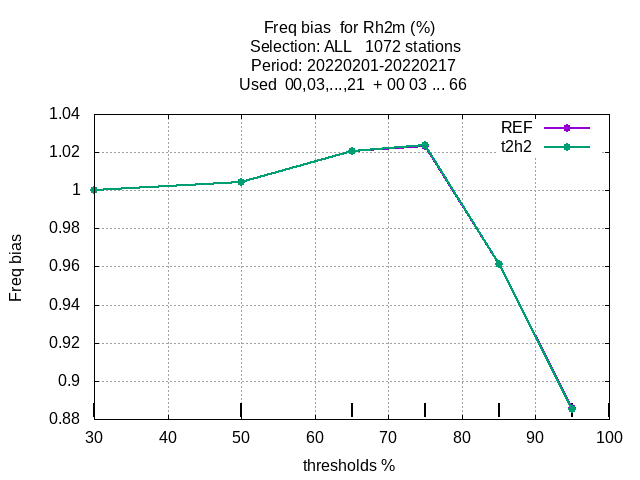 Freq bias  for Rh2m (%)
Selection: ALL   1072 stations
Period: 20220201-20220217
Used  00,03,...,21  + 00 03 ... 66
REF
t2h2
1.04
1.02
1
0.98
0.96
0.94
0.92
0.9
0.88
Freq bias
30 40 50 60 70 80 90 100
thresholds %